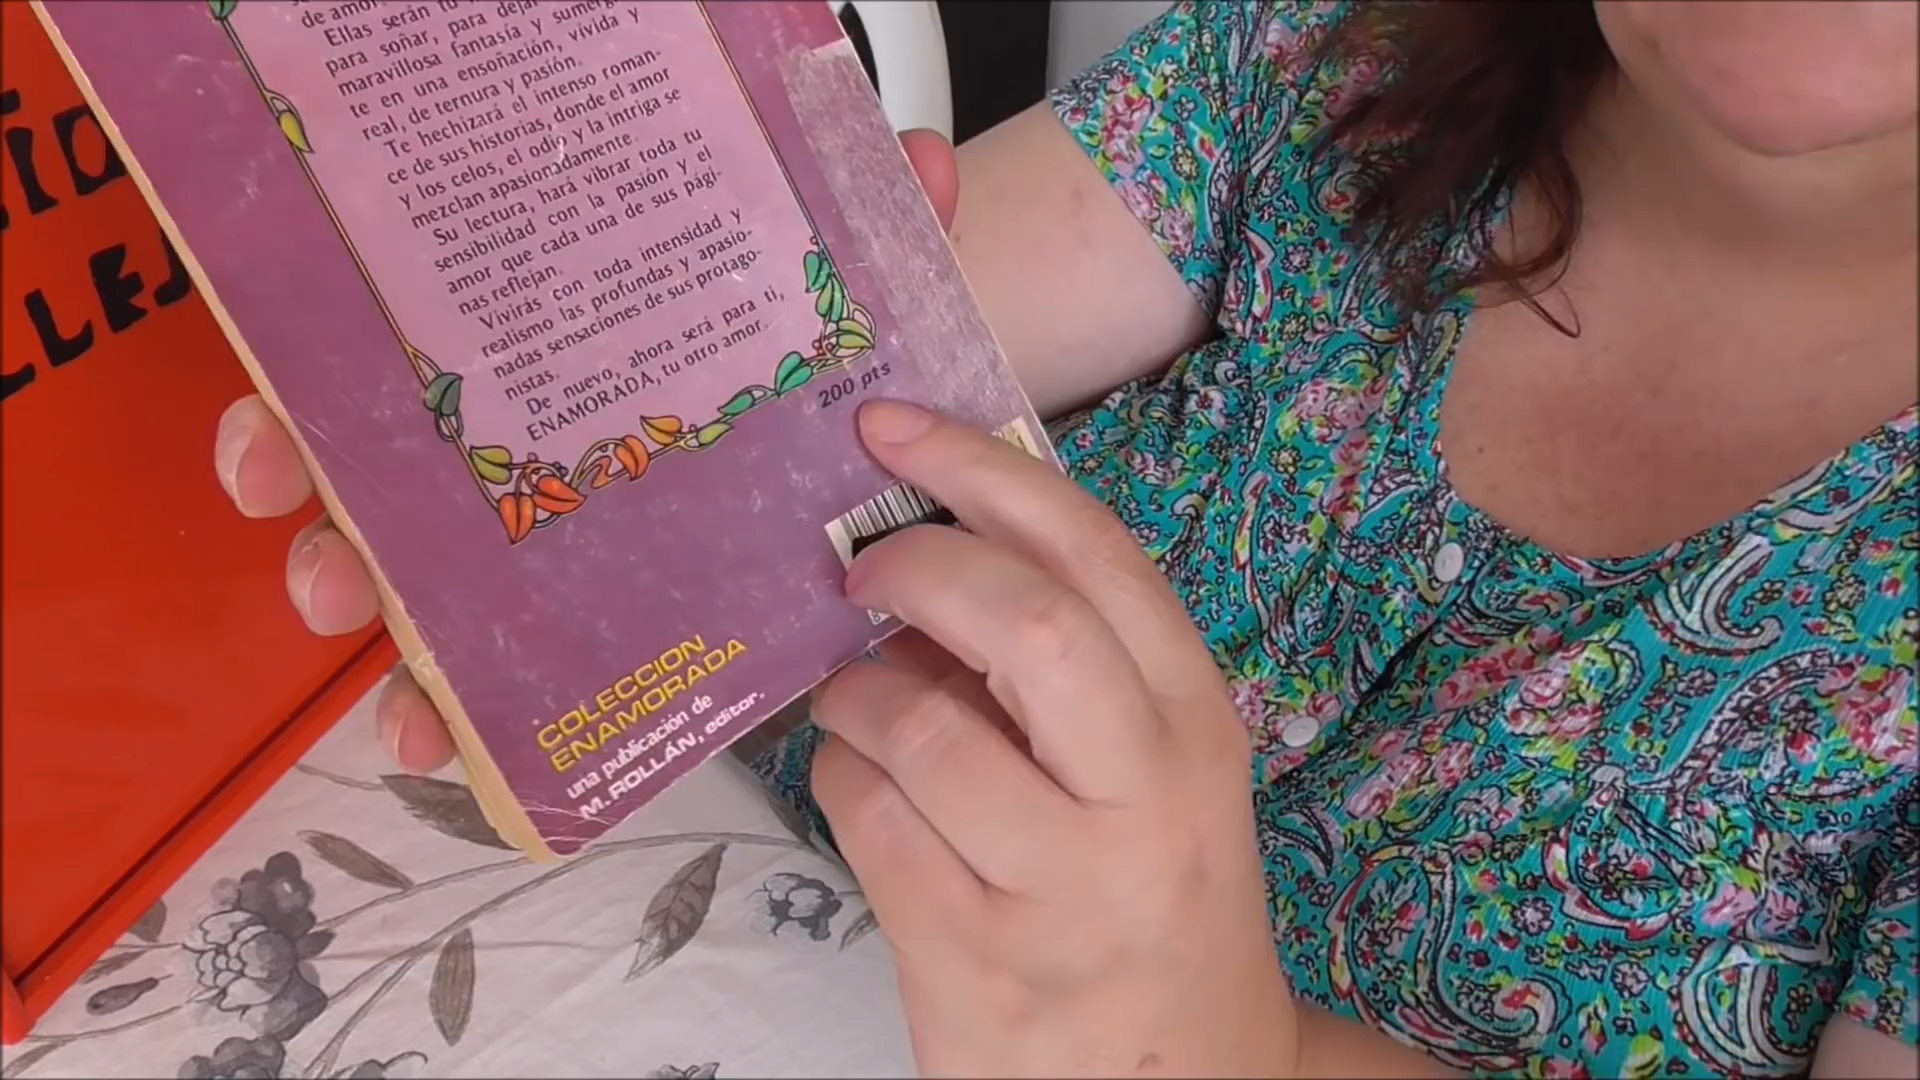 de amor.
Ellas serán tu
para soñar, para dejar
maravillosa fantasía y
te en una ensoñación, vívida y
real, de ternura y pasión.
Te hechizará el intenso roman-
ce de sus historias, donde el amor
y los celos, el odio y la intriga se
mezclan apasionadamente.
Su lectura, hará vibrar toda tu
sensibilidad con la pasión y el
amor que cada una de sus pági-
nas reflejan.
Vivirás con toda intensidad y
realismo las profundas y apasio-
nadas sensaciones de sus protago-
nistas.
De nuevo, ahora será para ti,
ENAMORADA, tu otro amor.
200 pts
COLECCION
ENAMORADA
una publicación de
M. ROLLÁN, editor.